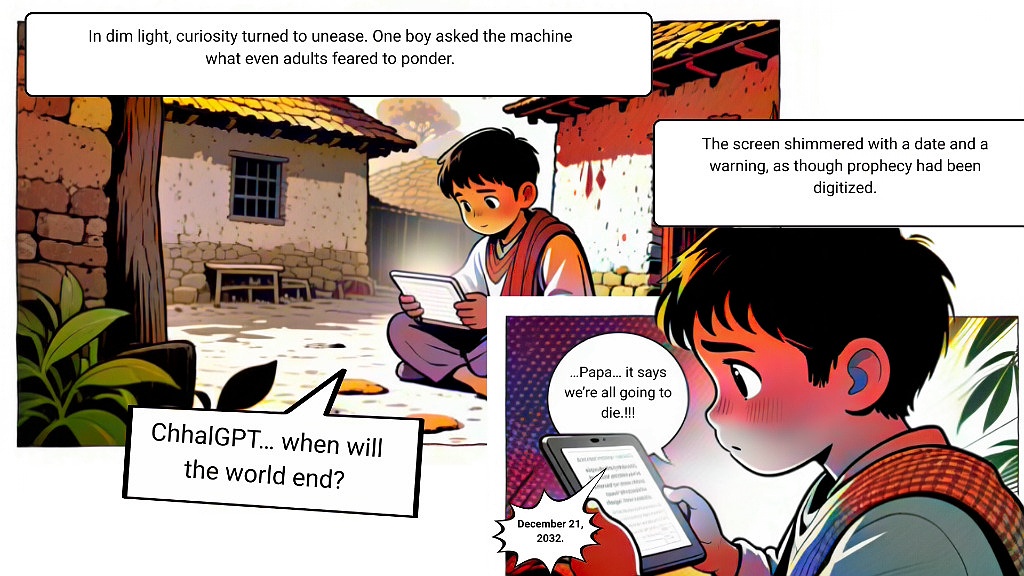 In dim light, curiosity turned to unease. One boy asked the machine
what even adults feared to ponder.
The screen shimmered with a date and a
warning, as though prophecy had been
digitized.
ChhalGPT... when will
the world end?
...Papa... it says
we're all going to
die.!!!
December 21,
2032.